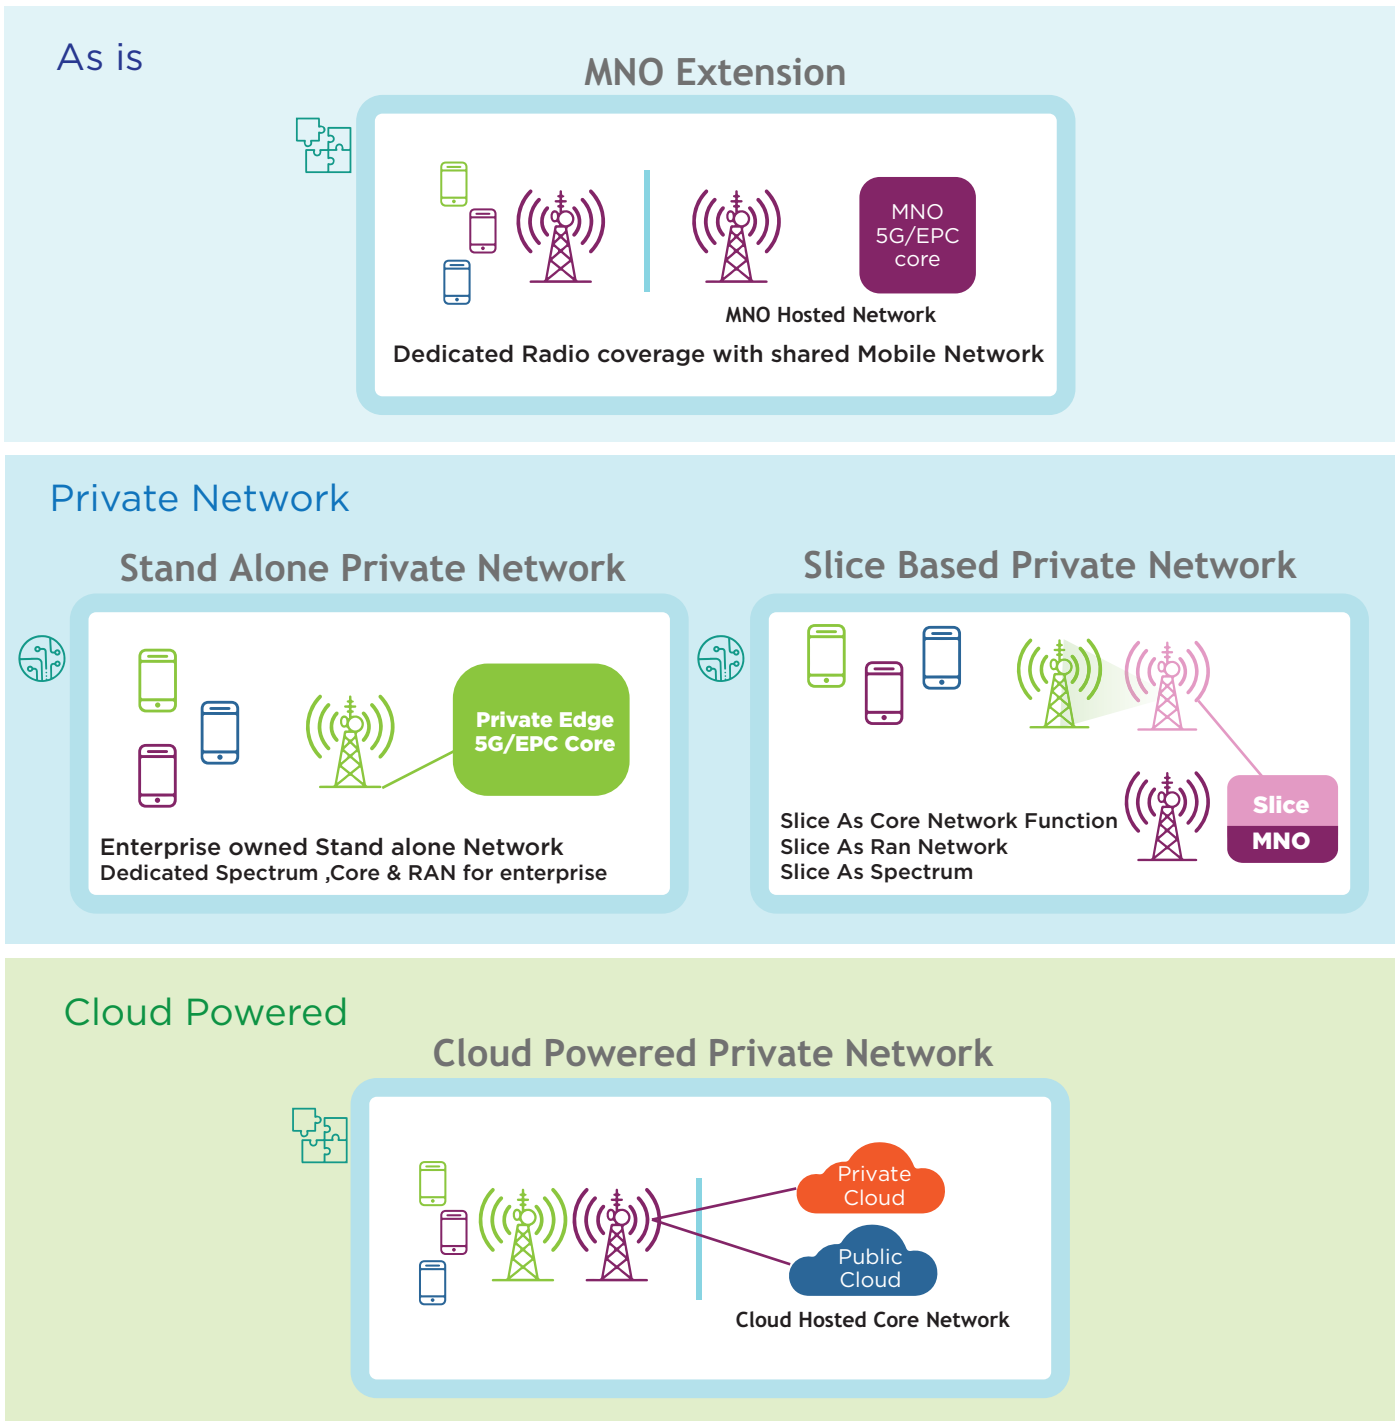 As is
MNO Extension
MNO
5G/EPC
core
MNO Hosted Network
Dedicated Radio coverage with shared Mobile Network
Private Network
Stand Alone Private Network
Private Edge
5G/EPC Core
Enterprise owned Stand alone Network
Dedicated Spectrum ,Core & RAN for enterprise
Slice Based Private Network
Slice As Core Network Function
Slice As Ran Network
Slice As Spectrum
Slice
MNO
Cloud Powered
Cloud Powered Private Network
Private
Cloud
Public
Cloud
Cloud Hosted Core Network